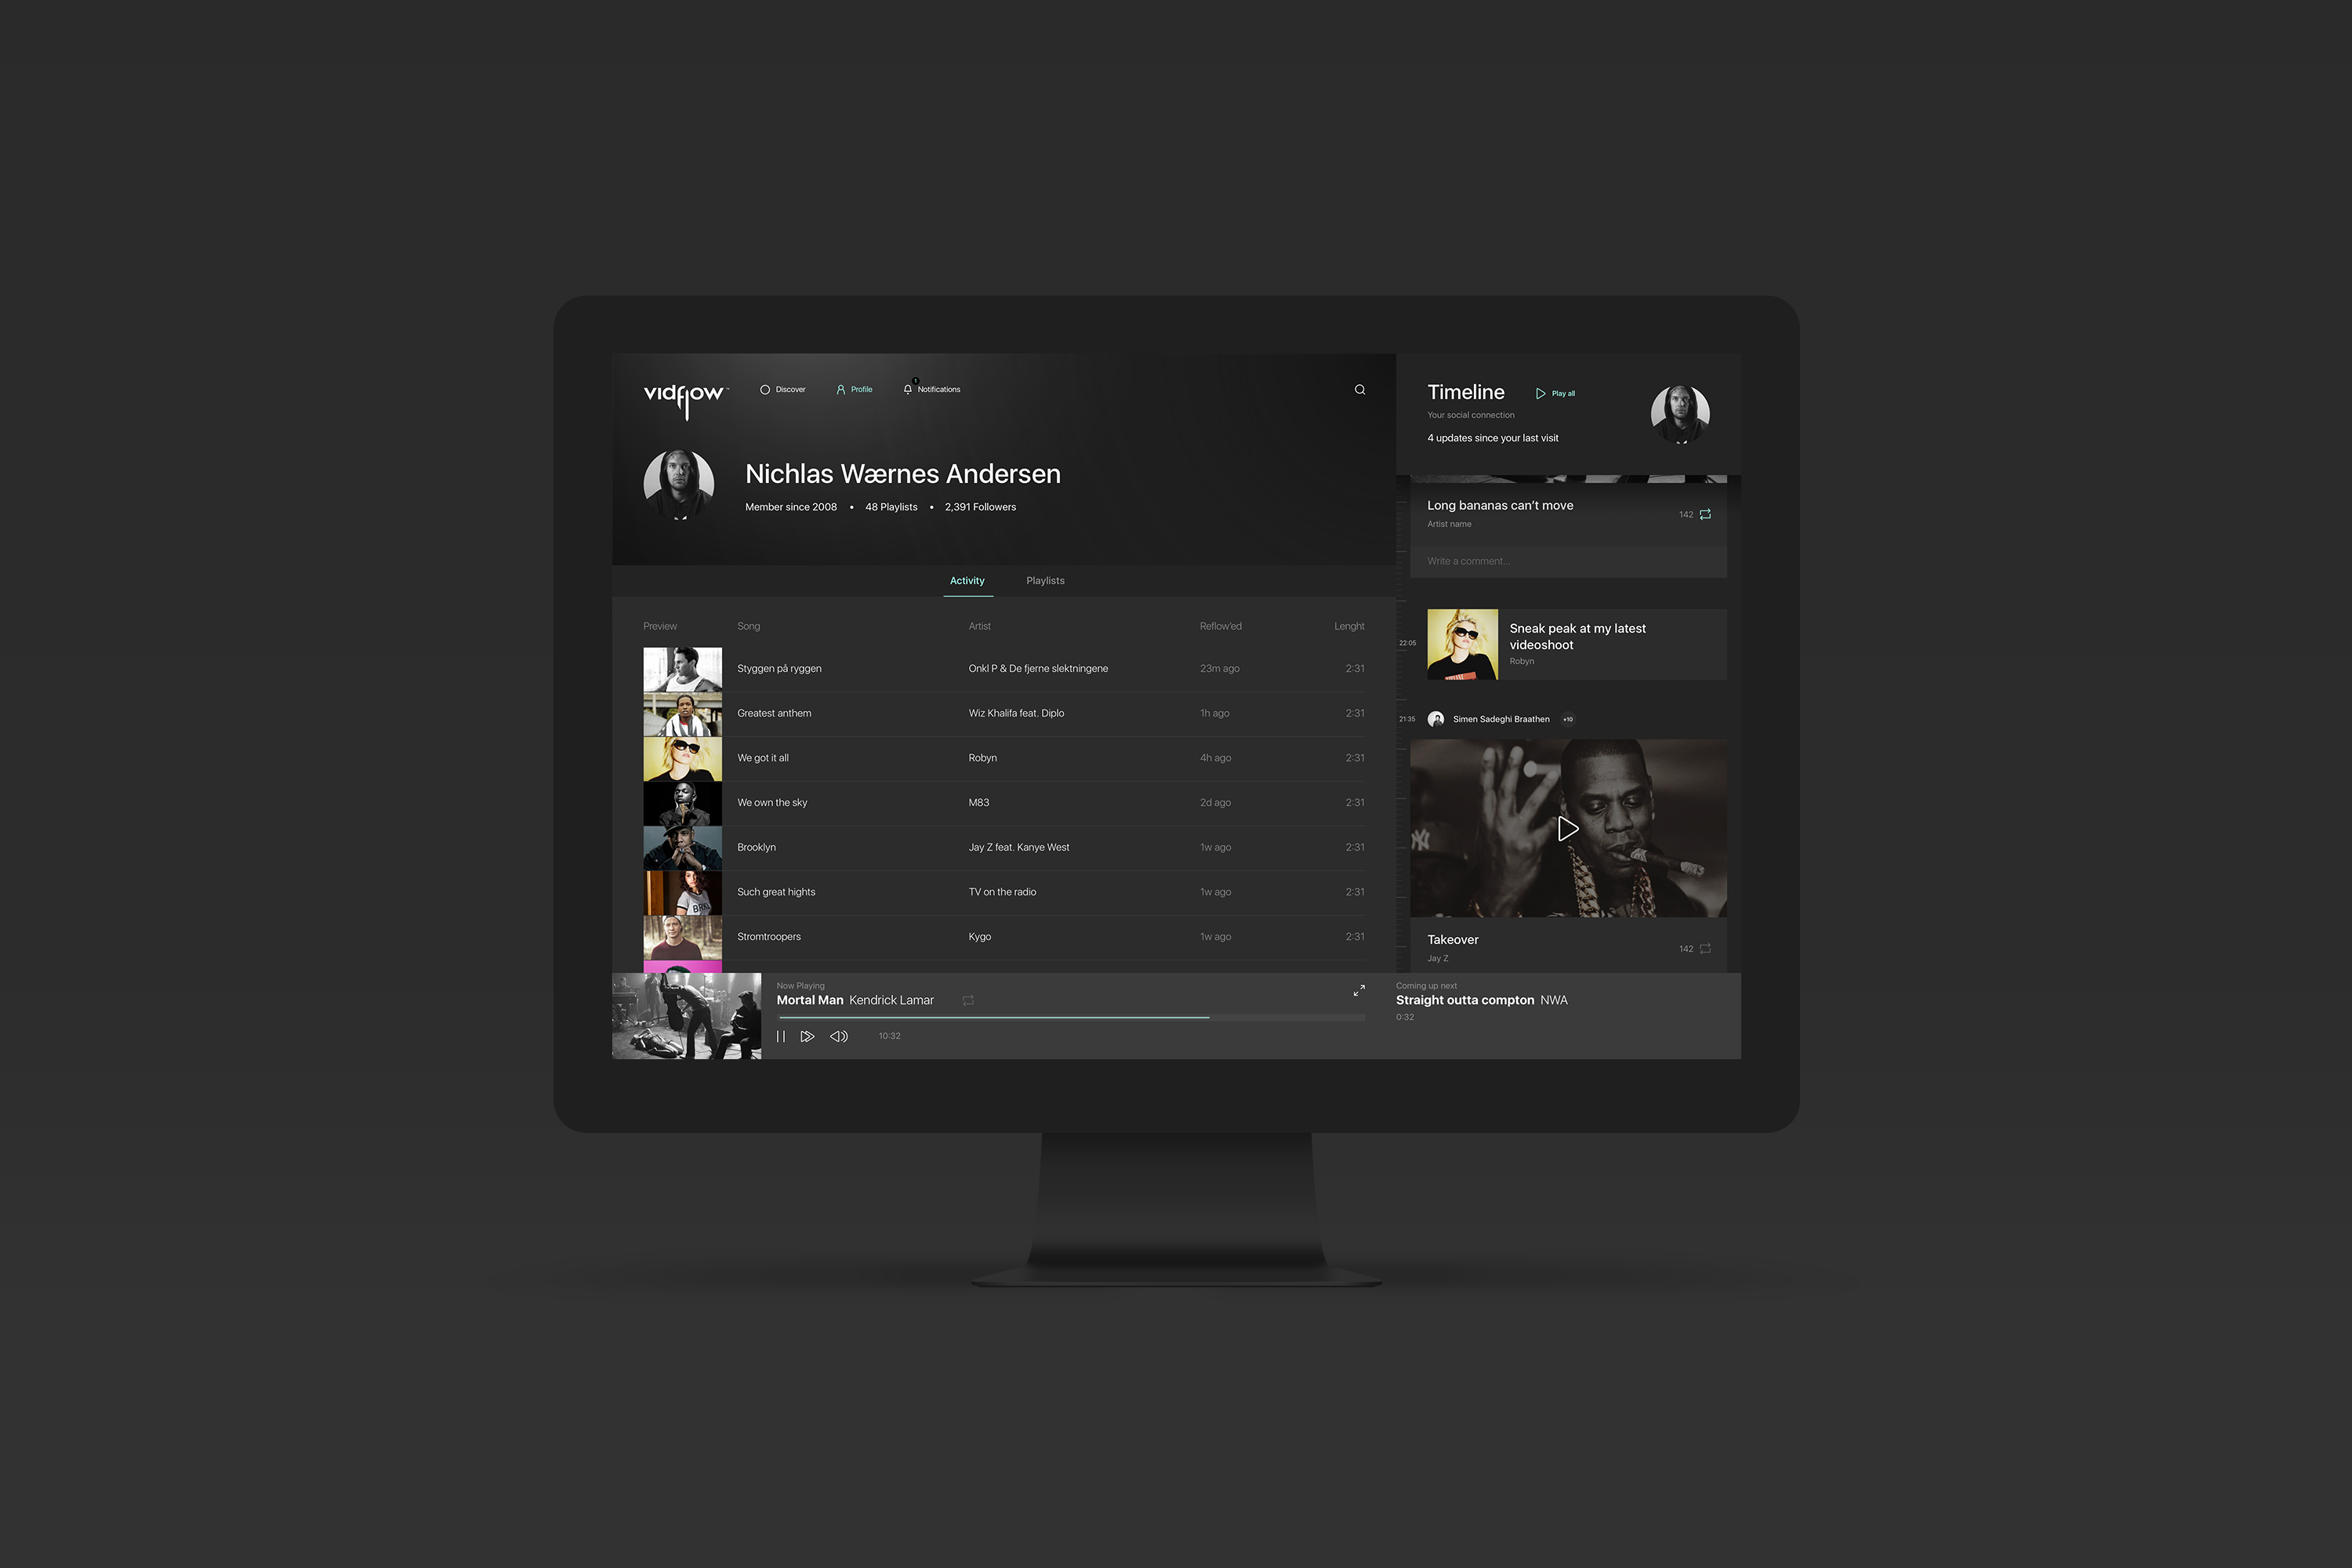 vidflow™
Discover
Profile
1
Notifications
Nichlas Wærnes Andersen
Member since 2008 • 48 Playlists • 2,391 Followers
Activity
Playlists
Preview Song Artist Reflow'ed Lenght
Styggen på ryggen Onkl P & De fjerne slektningene 23m ago 2:31
Greatest anthem Wiz Khalifa feat. Diplo 1h ago 2:31
We got it all Robyn 4h ago 2:31
We own the sky M83 2d ago 2:31
Brooklyn Jay Z feat. Kanye West 1w ago 2:31
Such great hights TV on the radio 1w ago 2:31
BRKL
Stromtroopers Kygo 1w ago 2:31
Timeline
Play all
Your social connection
4 updates since your last visit
Long bananas can’t move
Artist name
142
Write a comment...
22:05
Sneak peak at my latest
videoshoot
Robyn
21:35
Simen Sadeghi Braathen +10
NY
Takeover
Jay Z
142
Now Playing
Mortal Man Kendrick Lamar
10:32
Coming up next
Straight outta compton NWA
0:32